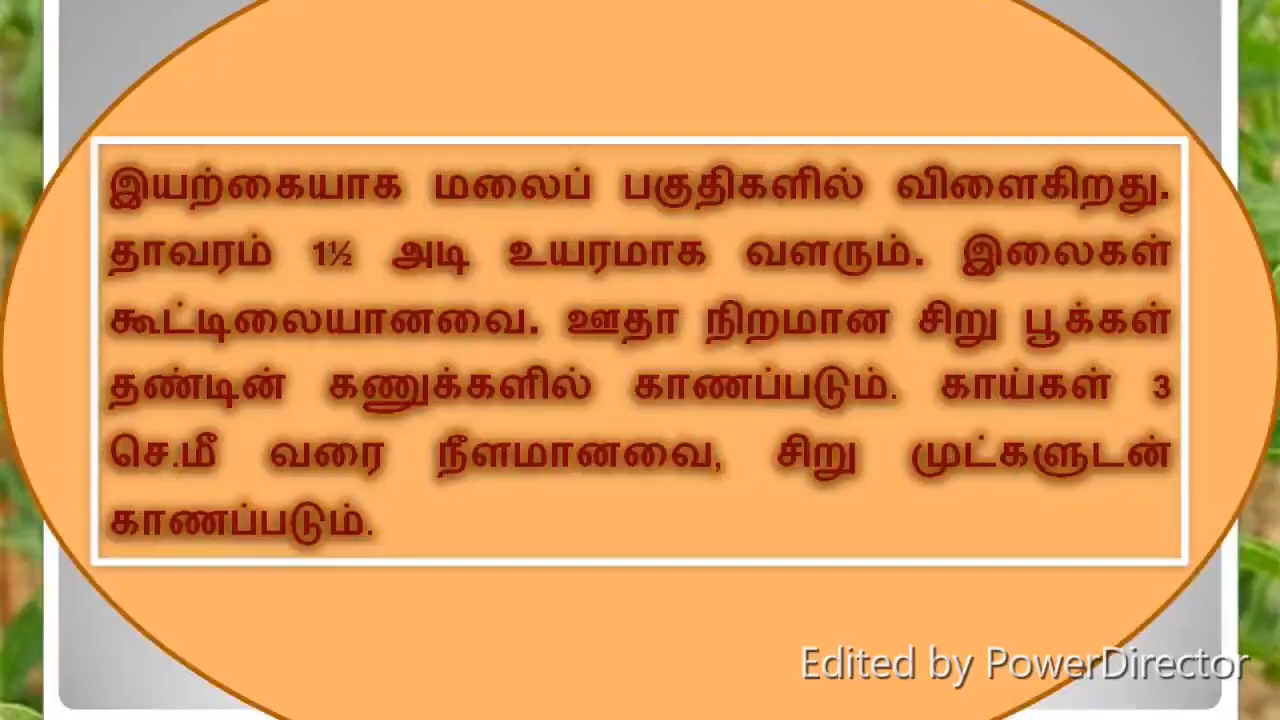 இயற்கையாக மலைப் பகுதிகளில் விளைகிறது.
தாவரம் 1½ அடி உயரமாக வளரும். இலைகள்
கூட்டிலையானவை. ஊதா நிறமான சிறு பூக்கள்
தண்டின் கணுக்களில் காணப்படும். காய்கள் 3
செ.மீ வரை நீளமானவை, சிறு முட்களுடன்
காணப்படும்.
Edited by PowerDirector